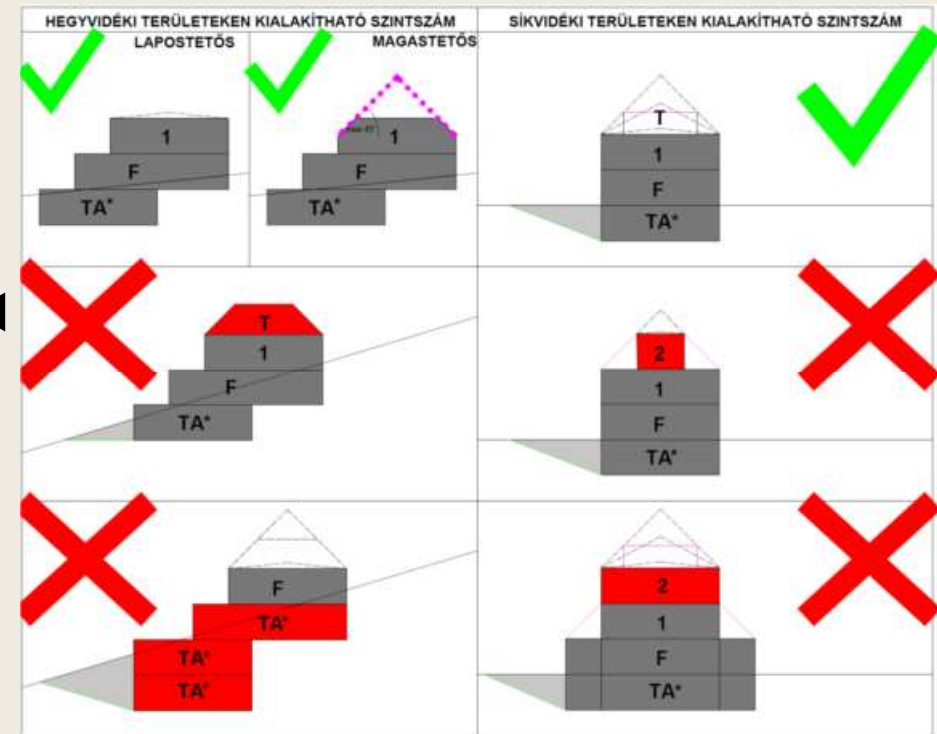 HEGYVIDÉKI TERÜLETEKEN KIALAKÍTHATÓ SZINTSZÁM
LAPOSTETŐS
MAGASTETŐS
1
F
TA*
1
F
TA*
T
1
F
TA*
F
TA*
TA*
TA*
SÍKVIDÉKI TERÜLETEKEN KIALAKÍTHATÓ SZINTSZÁM
T
1
F
TA*
2
1
F
TA*
2
1
F
TA*